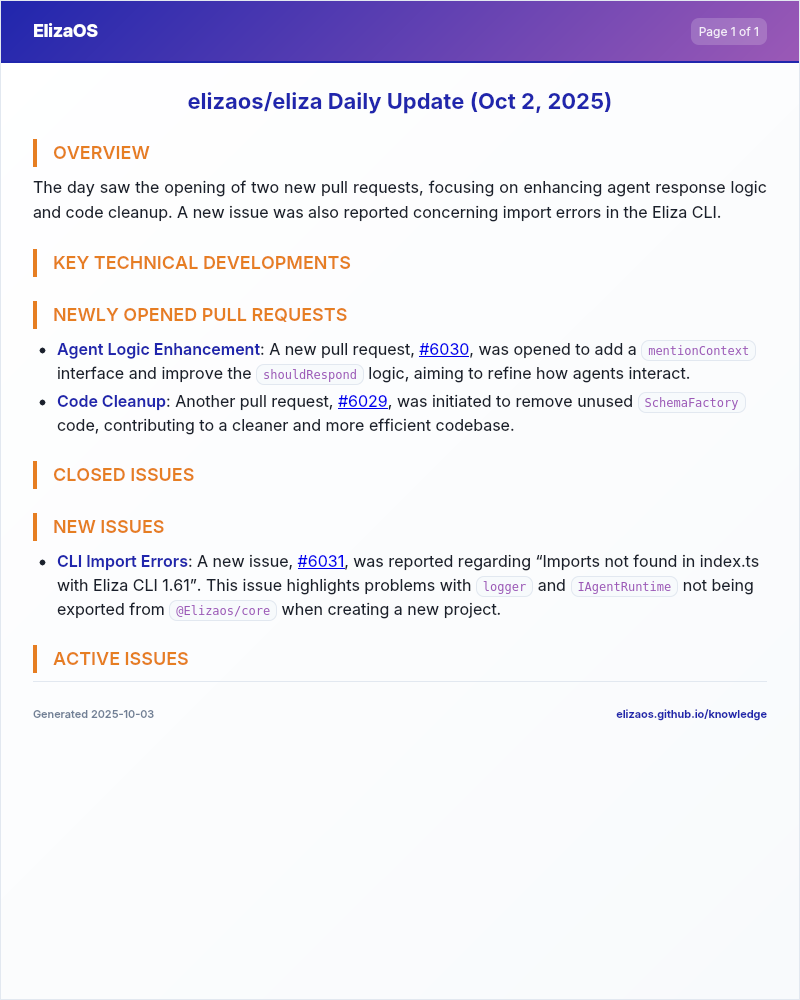 ElizaOS
Page 1 of 1
elizaos/eliza Daily Update (Oct 2, 2025)
OVERVIEW
The day saw the opening of two new pull requests, focusing on enhancing agent response logic
and code cleanup. A new issue was also reported concerning import errors in the Eliza CLI.
KEY TECHNICAL DEVELOPMENTS
NEWLY OPENED PULL REQUESTS
• Agent Logic Enhancement: A new pull request, #6030, was opened to add a mentionContext
interface and improve the shouldRespond logic, aiming to refine how agents interact.
• Code Cleanup: Another pull request, #6029, was initiated to remove unused SchemaFactory
code, contributing to a cleaner and more efficient codebase.
CLOSED ISSUES
NEW ISSUES
• CLI Import Errors: A new issue, #6031, was reported regarding “Imports not found in index.ts
with Eliza CLI 1.61”. This issue highlights problems with logger and IAgentRuntime not being
exported from @Elizaos/core when creating a new project.
ACTIVE ISSUES
Generated 2025-10-03
elizaos.github.io/knowledge